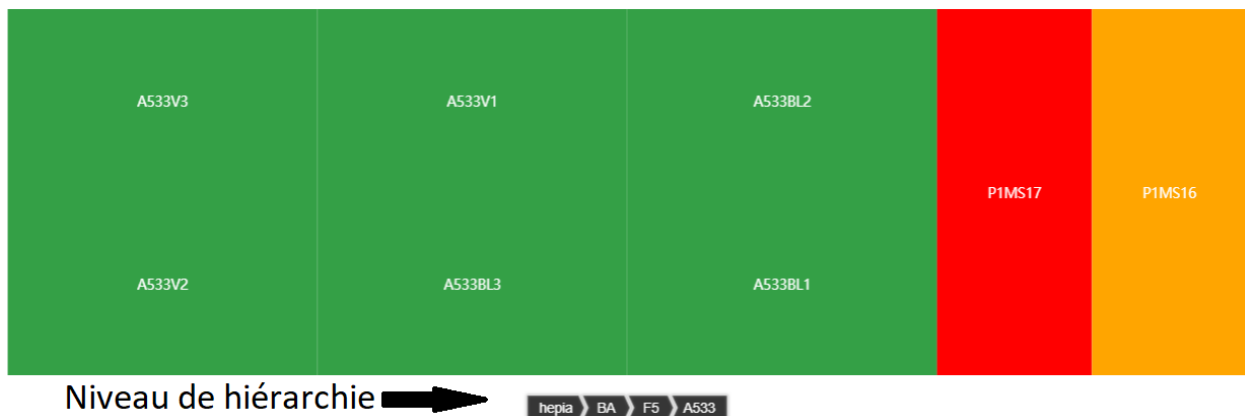 A533V3 A533V1 A533BL2
P1MS17 P1MS16
A533V2 A533BL3 A533BL1
Niveau de hiérarchie hepia BA F5 A533